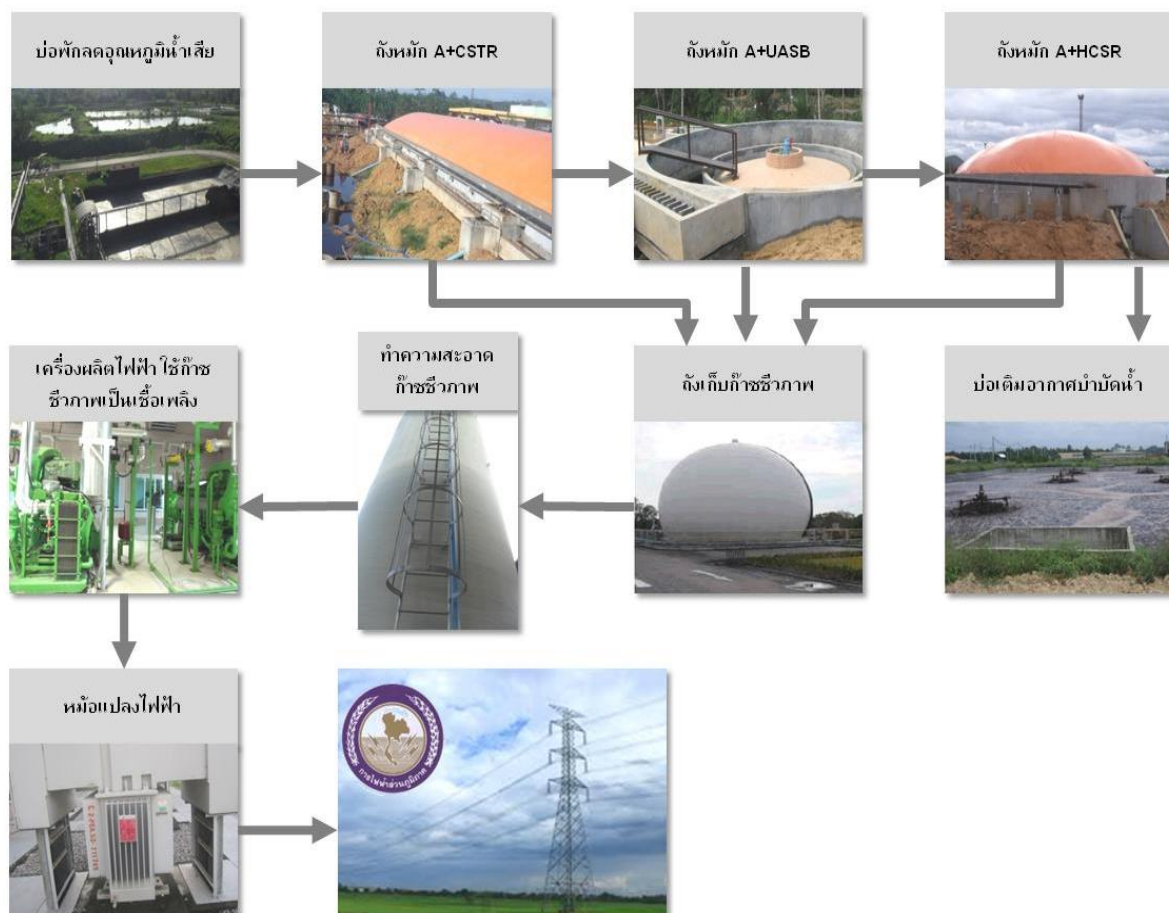 บ่อพักลดอุณหภูมิน้ำเสีย
ถังหมัก A+CSTR
ถังหมัก A+UASB
ถังหมัก A+HCSR
เครื่องผลิตไฟฟ้า ใช้ก๊าซ
ชีวภาพเป็นเชื้อเพลิง
ทำความสะอาด
ก๊าซชีวภาพ
ถังเก็บก๊าซชีวภาพ
บ่อเติมอากาศบำบัดน้ำ
หม้อแปลงไฟฟ้า
การไฟฟ้าส่วนภูมิภาค